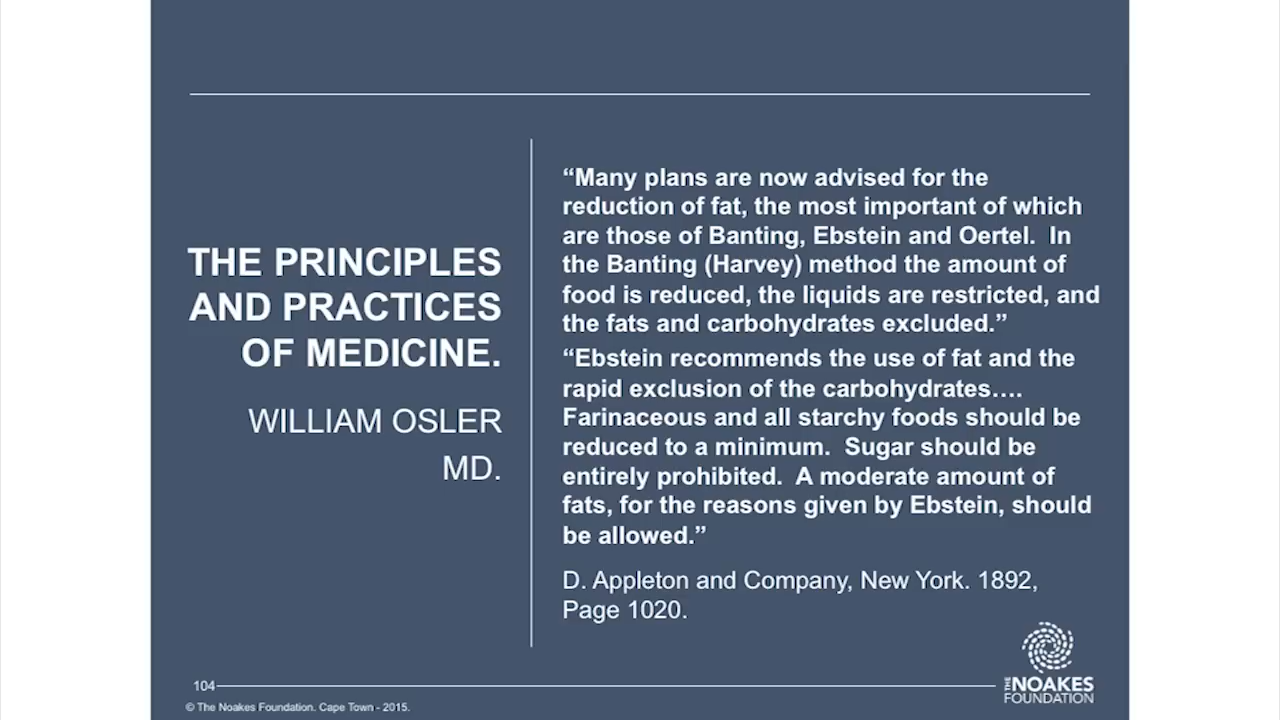 THE PRINCIPLES
AND PRACTICES
OF MEDICINE.
WILLIAM OSLER
MD.
“Many plans are now advised for the
reduction of fat, the most important of which
are those of Banting, Ebstein and Oertel.  In
the Banting (Harvey) method the amount of
food is reduced, the liquids are restricted, and
the fats and carbohydrates excluded.”
“Ebstein recommends the use of fat and the
rapid exclusion of the carbohydrates….
Farinaceous and all starchy foods should be
reduced to a minimum.  Sugar should be
entirely prohibited.  A moderate amount of
fats, for the reasons given by Ebstein, should
be allowed.”
D. Appleton and Company, New York. 1892,
Page 1020.
104
© The Noakes Foundation. Cape Town - 2015.
THE NOAKES
FOUNDATION